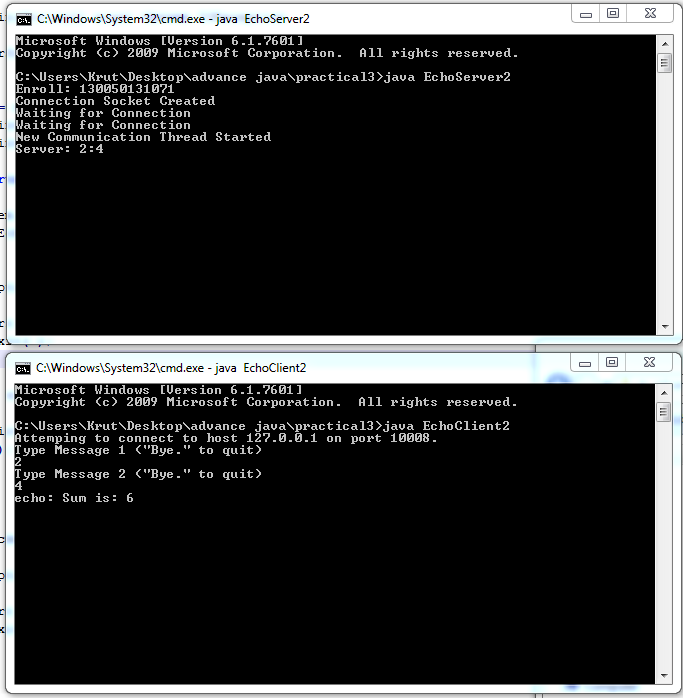 C:\Windows\System32\cmd.exe - java  EchoServer2
Microsoft Windows [Version 6.1.7601]
Copyright (c) 2009 Microsoft Corporation.  All rights reserved.
C:\Users\Krut\Desktop\advance java\practical3>java EchoServer2
Enroll: 130050131071
Connection Socket Created
Waiting for Connection
Waiting for Connection
New Communication Thread Started
Server: 2:4
C:\Windows\System32\cmd.exe - java  EchoClient2
Microsoft Windows [Version 6.1.7601]
Copyright (c) 2009 Microsoft Corporation.  All rights reserved.
C:\Users\Krut\Desktop\advance java\practical3>java EchoClient2
Attemping to connect to host 127.0.0.1 on port 10008.
Type Message 1 ("Bye." to quit)
2
Type Message 2 ("Bye." to quit)
4
echo: Sum is: 6